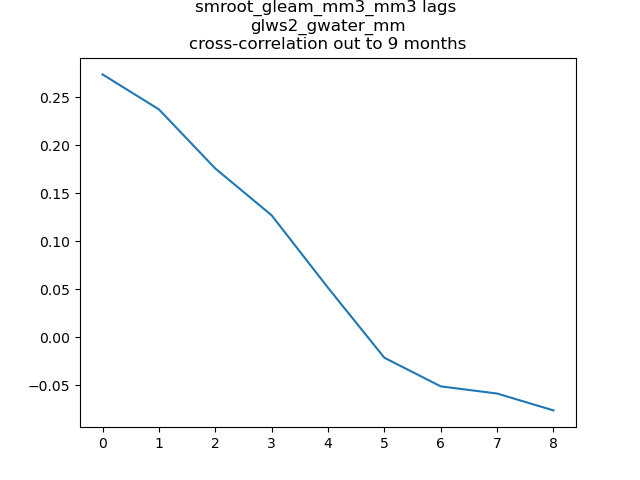 smroot_gleam_mm3_mm3 lags
glws2_gwater_mm
cross-correlation out to 9 months
0.25
0.20
0.15
0.10
0.05
0.00
−0.05
0 1 2 3 4 5 6 7 8